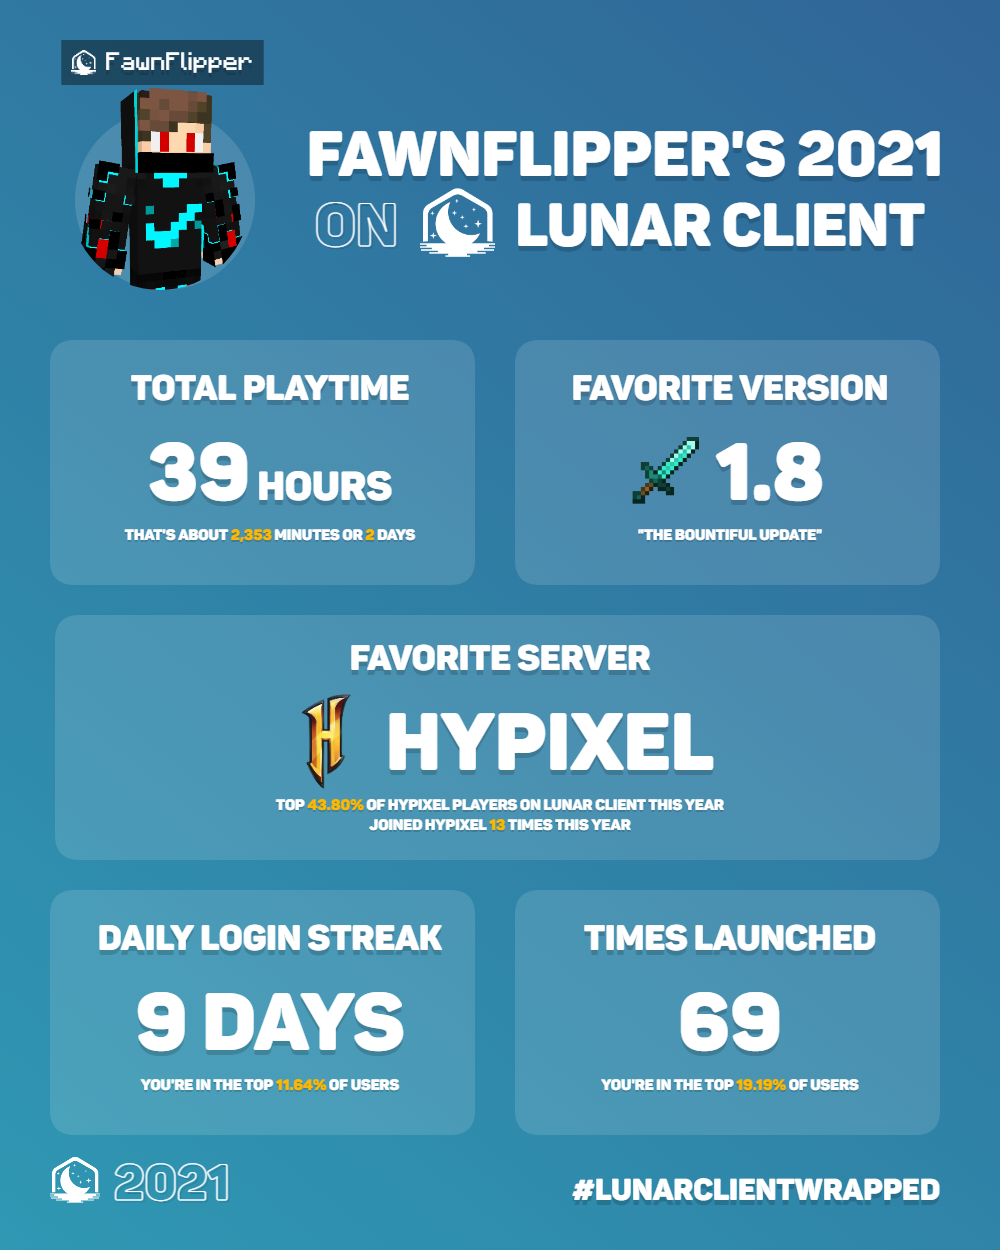 FawnFlipper
FAWNFLIPPER'S 2021
ON LUNAR CLIENT
TOTAL PLAYTIME
39 HOURS
THAT'S ABOUT 2,353 MINUTES OR 2 DAYS
FAVORITE VERSION
1.8
"THE BOUNTIFUL UPDATE"
FAVORITE SERVER
H HYPIXEL
TOP 43.80% OF HYPIXEL PLAYERS ON LUNAR CLIENT THIS YEAR
JOINED HYPIXEL 13 TIMES THIS YEAR
DAILY LOGIN STREAK
9 DAYS
YOU'RE IN THE TOP 11.64% OF USERS
TIMES LAUNCHED
69
YOU'RE IN THE TOP 19.19% OF USERS
2021
#LUNARCLIENTWRAPPED